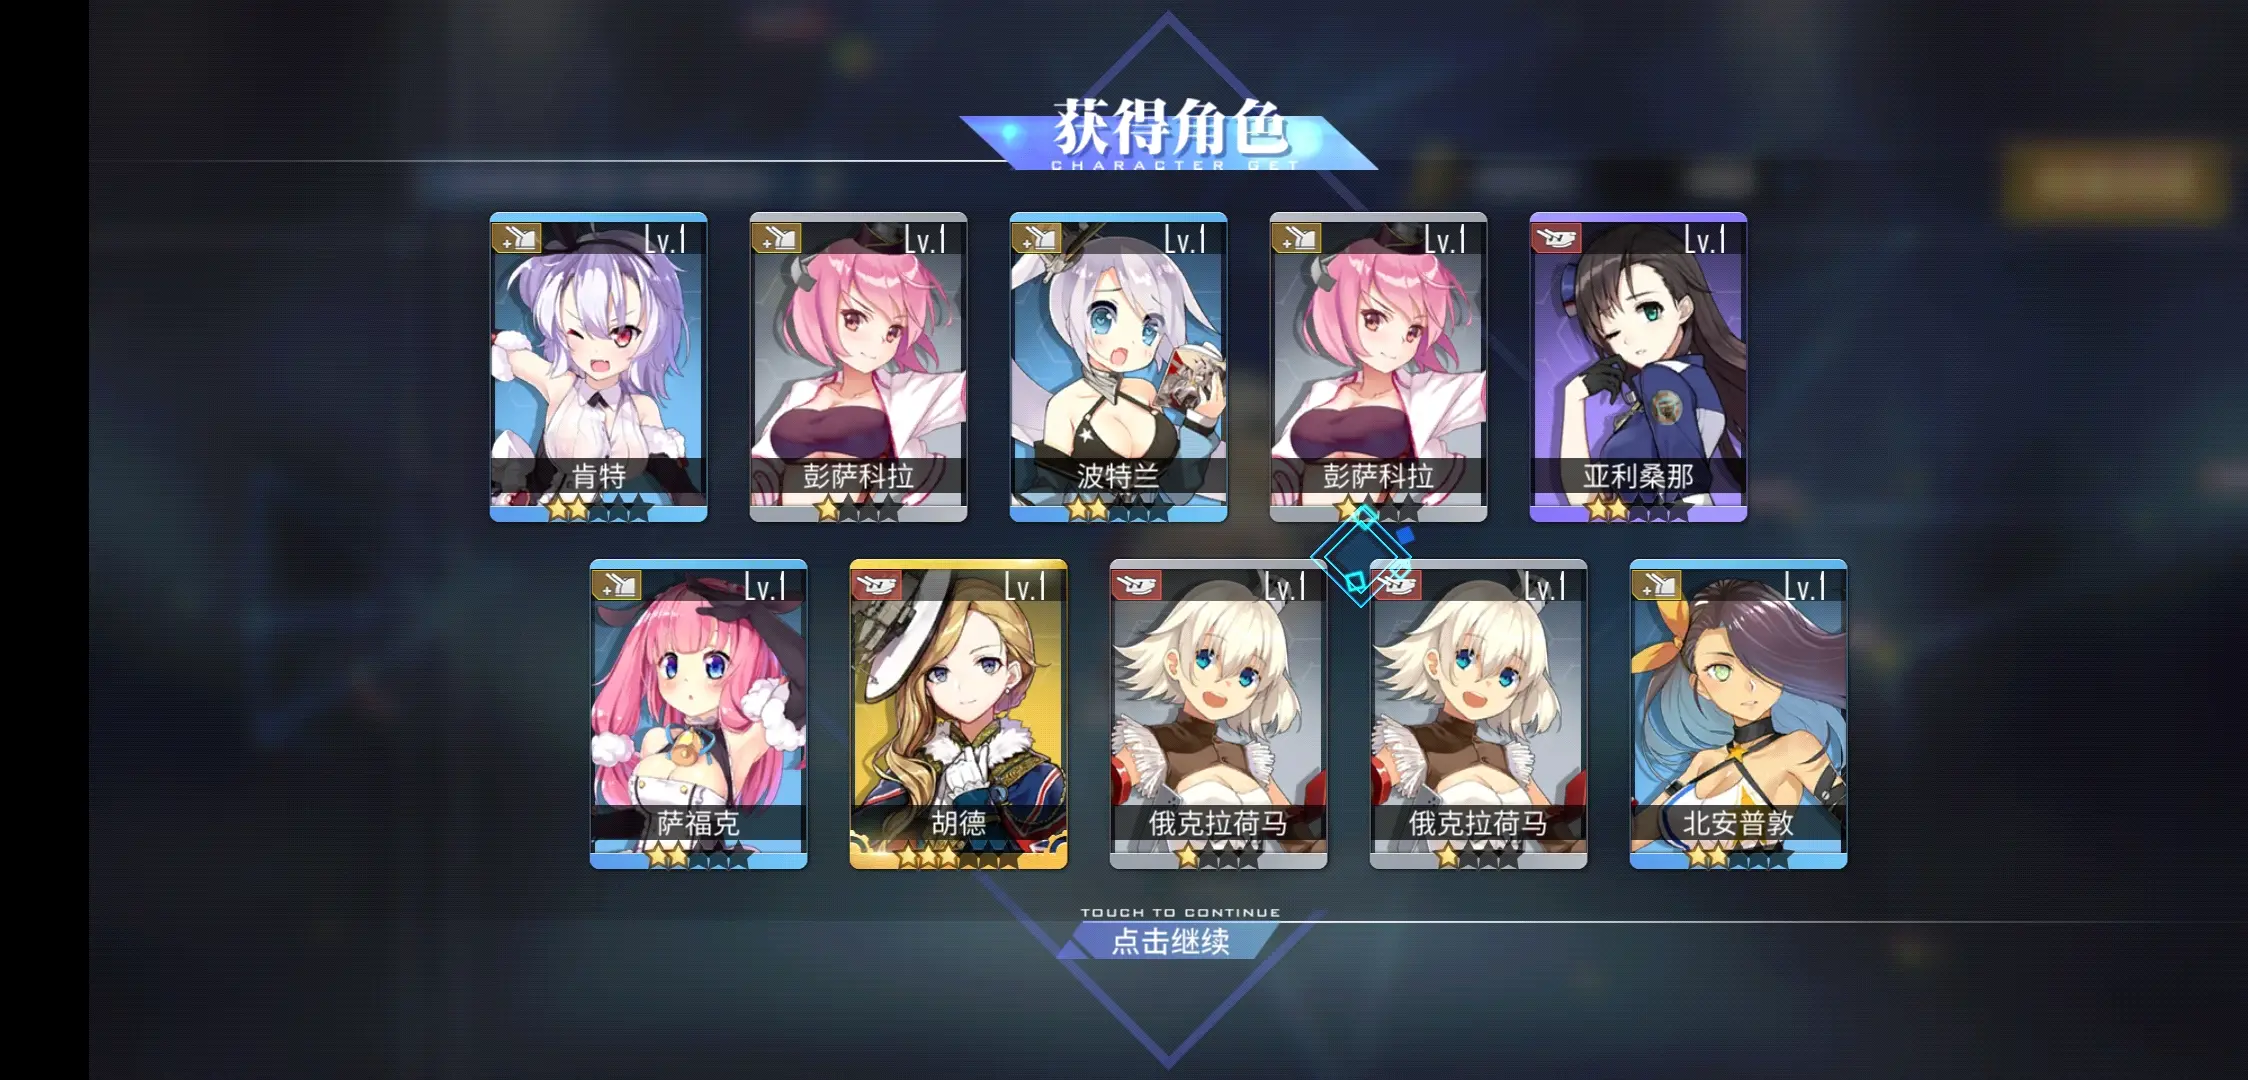 获得角色
CHARACTER GET
Lv.1 Lv.1 Lv.1 Lv.1 Lv.1
肯特 彭萨科拉 波特兰 彭萨科拉 亚利桑那
Lv.1 Lv.1 Lv.1 Lv.1 Lv.1
萨福克 胡德 俄克拉荷马 俄克拉荷马 北安普敦
TOUCH TO CONTINUE
点击继续